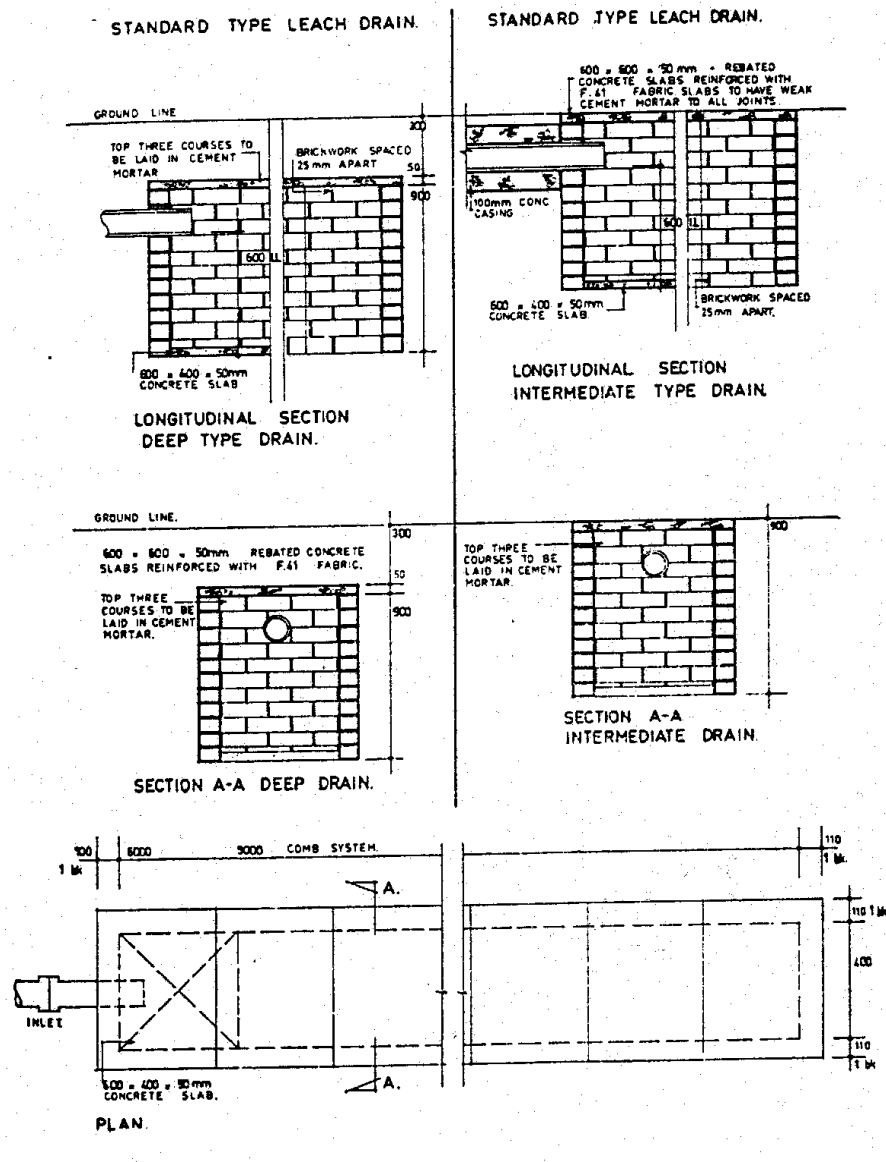 STANDARD TYPE LEACH DRAIN.
GROUND LINE
TOP THREE COURSES TO
BE LAID IN CEMENT
MORTAR
BRICKWORK SPACED
25mm APART
300
50
900
600 I.L.
600 × 400 × 50mm
CONCRETE SLAB
LONGITUDINAL SECTION
DEEP TYPE DRAIN.
STANDARD TYPE LEACH DRAIN.
600 × 600 × 50 mm - REBATED
CONCRETE SLABS REINFORCED WITH
F.41 FABRIC SLABS TO HAVE WEAK
CEMENT MORTAR TO ALL JOINTS.
100mm CONC
CASING
600 I.L.
600 × 400 × 50mm
CONCRETE SLAB.
BRICKWORK SPACED
25mm APART.
LONGITUDINAL SECTION
INTERMEDIATE TYPE DRAIN.
GROUND LINE.
600 × 600 × 50mm REBATED CONCRETE
SLABS REINFORCED WITH F.41 FABRIC.
TOP THREE
COURSES TO BE
LAID IN CEMENT
MORTAR.
300
50
900
SECTION A-A DEEP DRAIN.
TOP THREE
COURSES TO BE
LAID IN CEMENT
MORTAR.
900
SECTION A-A
INTERMEDIATE DRAIN.
6000 9000 COMB SYSTEM.
110
1 bk
1 bk.
A.
110 1 bk
400
110
1 bk
INLET
600 × 400 × 50mm
CONCRETE SLAB.
A.
PLAN.